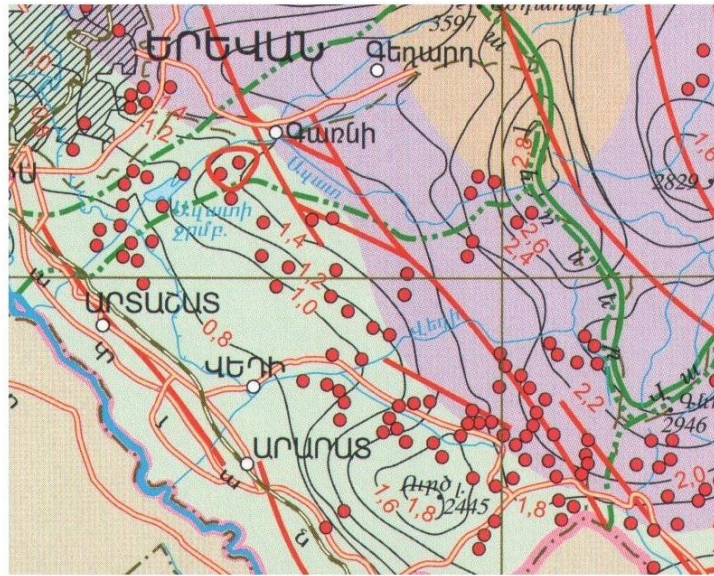 3597
ԵՐԵՎԱՆ
Գեղարդ
1,0
1,4
1,2
Գառնի
2,8
1,6
2829
Ազատ
Ազատի
ջրմբ.
1,4
2,6
2,4
1,2
1,0
ԱՐՏԱՇԱՏ
0,8
Վեդի
ՎԵԴԻ
2,2
2946
ԱՐԱՐԱՏ
Ուրծ լ.
2445
1,6
1,8
1,8
2,0